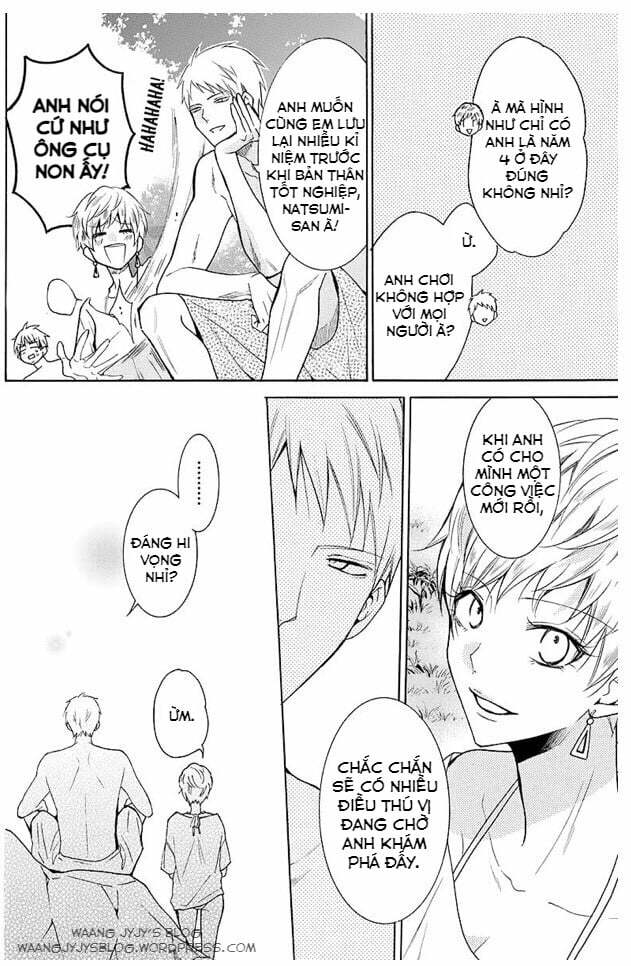 À MÀ HÌNH
NHƯ CHỈ CÓ
ANH LÀ NĂM
4 Ở ĐÂY
ĐÚNG
KHÔNG NHỈ?
Ừ.
ANH CHƠI
KHÔNG HỢP
VỚI MỌI
NGƯỜI À?
ANH MUỐN
CÙNG EM LƯU
LẠI NHIỀU KỈ
NIỆM TRƯỚC
KHI BẢN THÂN
TỐT NGHIỆP,
NATSUMI-
SAN À!
HAHAHAHA!
ANH NÓI
CỨ NHƯ
ÔNG CỤ
NON ẤY!
KHI ANH
CÓ CHO
MÌNH MỘT
CÔNG VIỆC
MỚI RỒI,
CHẮC CHẮN
SẼ CÓ NHIỀU
ĐIỀU THÚ VỊ
ĐANG CHỜ
ANH KHÁM
PHÁ ĐẤY.
......
ĐÁNG HI
VỌNG
NHỈ?
ỪM.
WAANG JYJY'S BLOG
WAANGJYJYSBLOG.WORDPRESS.COM